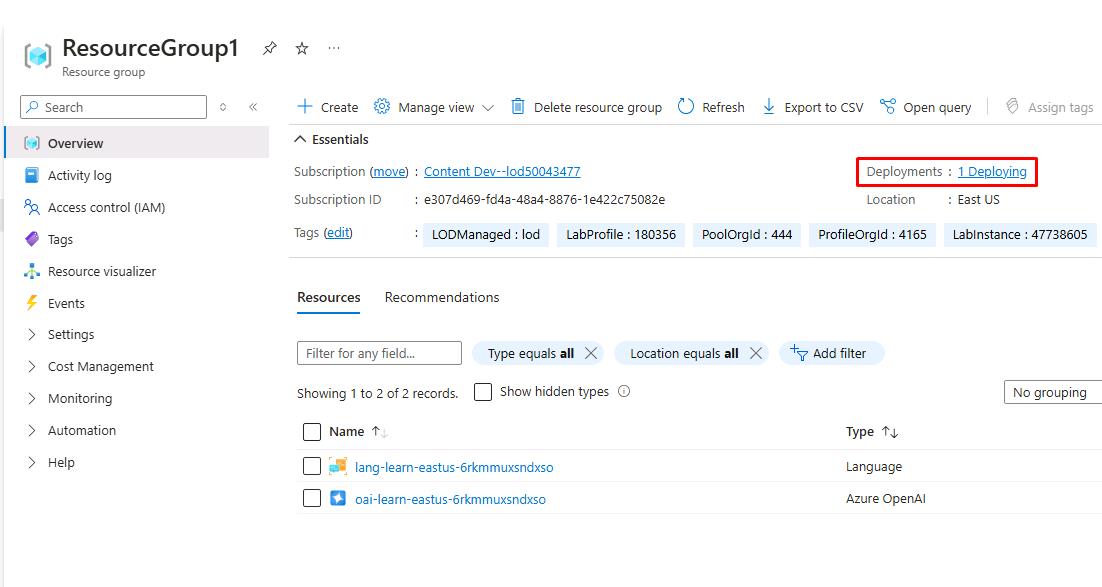 ResourceGroup1
Resource group
Search
Create Manage view Delete resource group Refresh Export to CSV Open query Assign tags
Overview
Activity log
Access control (IAM)
Tags
Resource visualizer
Events
Settings
Cost Management
Monitoring
Automation
Help
Essentials
Subscription (move) : Content Dev--lod50043477
Deployments : 1 Deploying
Subscription ID : e307d469-fd4a-48a4-8876-1e422c75082e
Location : East US
Tags (edit) : LODManaged : lod LabProfile : 180356 PoolOrgId : 444 ProfileOrgId : 4165 LabInstance : 47738605
Resources Recommendations
Filter for any field... Type equals all Location equals all Add filter
Showing 1 to 2 of 2 records. Show hidden types No grouping
Name Type
lang-learn-eastus-6rkmmuxsndxso Language
oai-learn-eastus-6rkmmuxsndxso Azure OpenAI